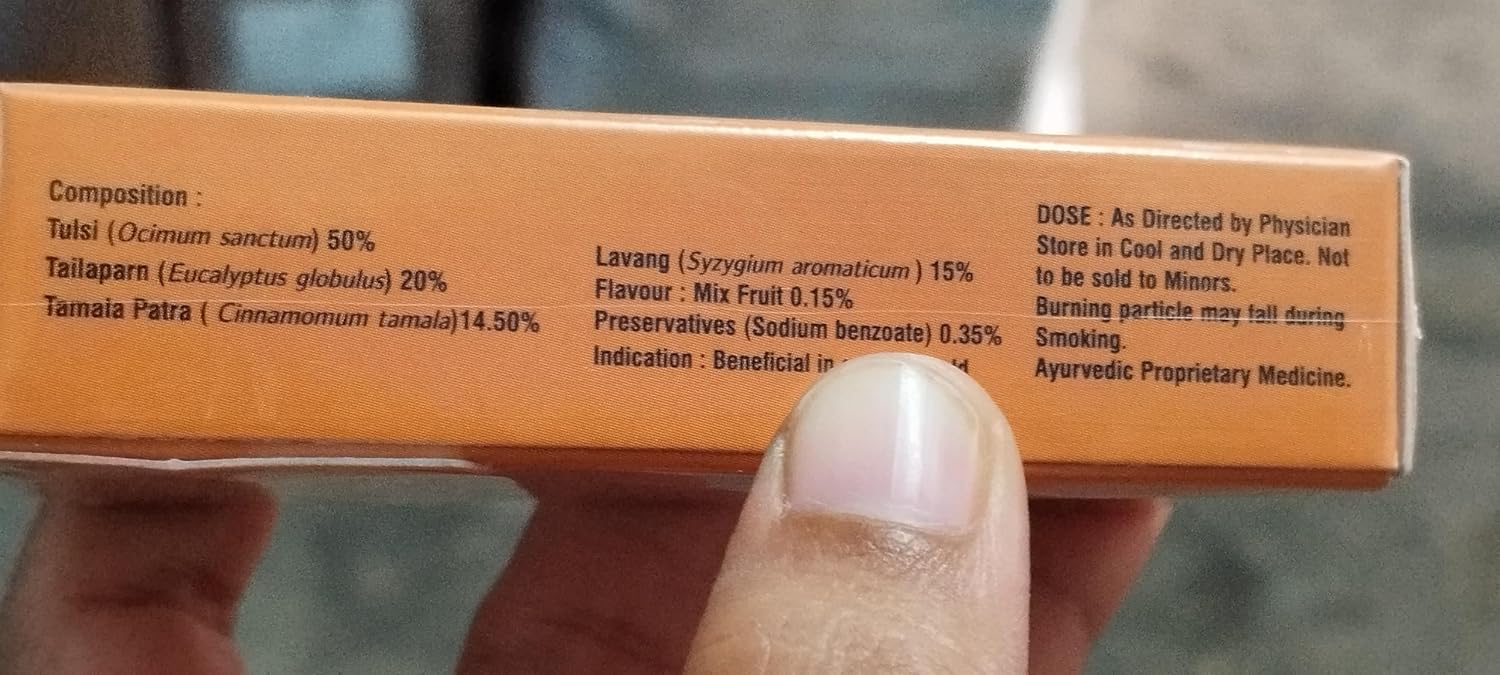 Composition :
Tulsi (Ocimum sanctum) 50%
Tailaparn (Eucalyptus globulus) 20%
Tamala Patra ( Cinnamomum tamala)14.50%
Lavang (Syzygium aromaticum ) 15%
Flavour : Mix Fruit 0.15%
Preservatives (Sodium benzoate) 0.35%
Indication : Beneficial in
DOSE : As Directed by Physician
Store in Cool and Dry Place. Not
to be sold to Minors.
Burning particle may fall during
Smoking.
Ayurvedic Proprietary Medicine.